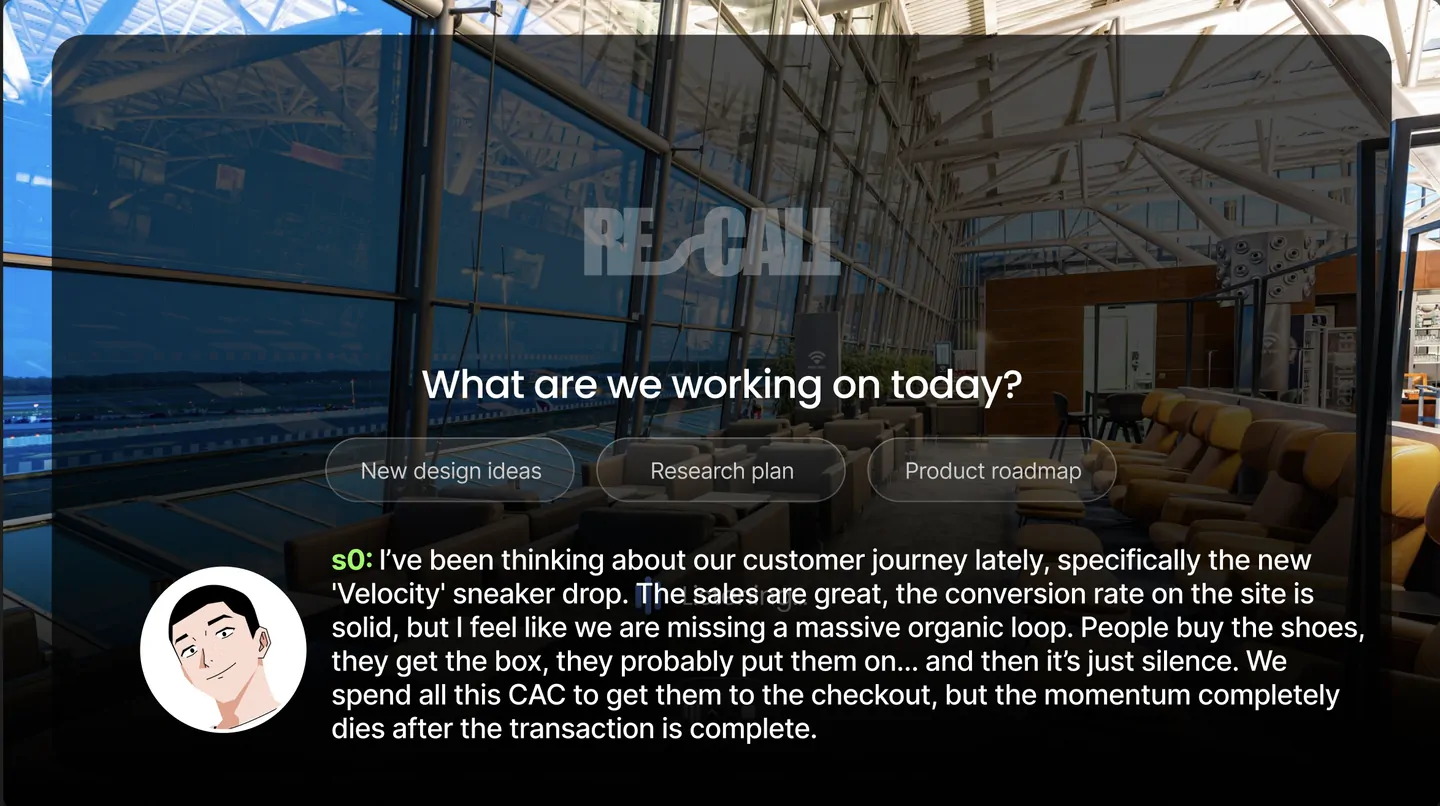 RE CALL
What are we working on today?
New design ideas
Research plan
Product roadmap
s0: I’ve been thinking about our customer journey lately, specifically the new
'Velocity' sneaker drop. The sales are great, the conversion rate on the site is
solid, but I feel like we are missing a massive organic loop. People buy the shoes,
they get the box, they probably put them on... and then it’s just silence. We
spend all this CAC to get them to the checkout, but the momentum completely
dies after the transaction is complete.